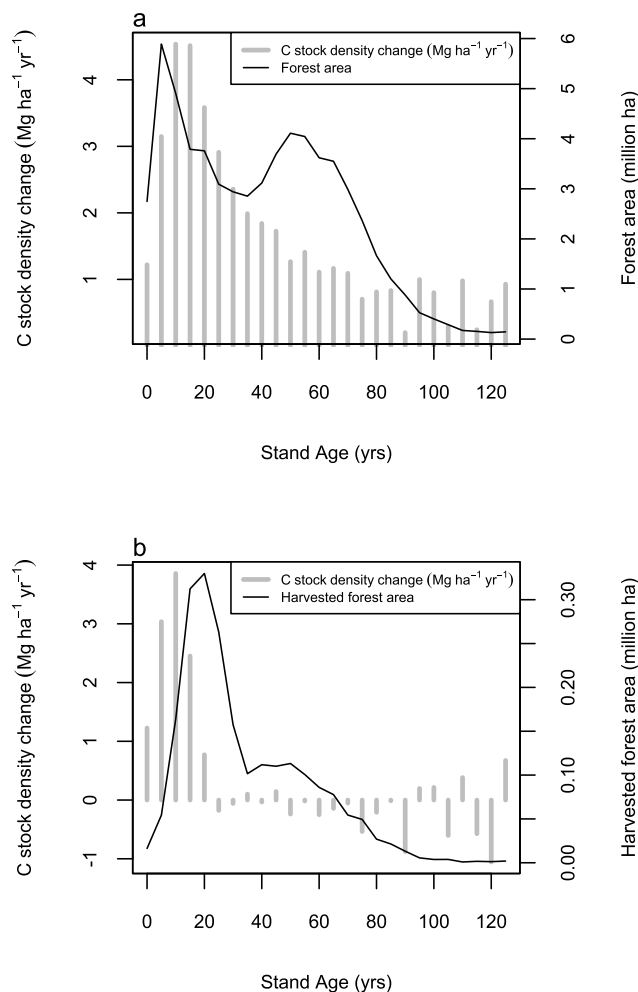 a
C stock density change (Mg ha⁻¹ yr⁻¹)
Forest area
C stock density change (Mg ha⁻¹ yr⁻¹)
1
2
3
4
Forest area (million ha)
0
1
2
3
4
5
6
0
20
40
60
80
100
120
Stand Age (yrs)
b
C stock density change (Mg ha⁻¹ yr⁻¹)
Harvested forest area
C stock density change (Mg ha⁻¹ yr⁻¹)
-1
0
1
2
3
4
Harvested forest area (million ha)
0.00
0.10
0.20
0.30
0
20
40
60
80
100
120
Stand Age (yrs)